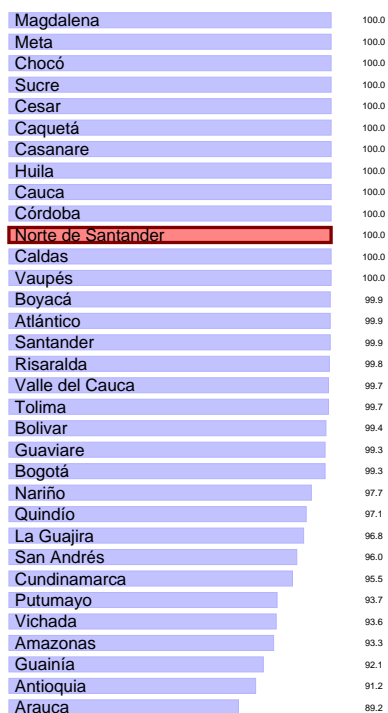 Magdalena 100.0
Meta 100.0
Chocó 100.0
Sucre 100.0
Cesar 100.0
Caquetá 100.0
Casanare 100.0
Huila 100.0
Cauca 100.0
Córdoba 100.0
Norte de Santander 100.0
Caldas 100.0
Vaupés 100.0
Boyacá 99.9
Atlántico 99.9
Santander 99.9
Risaralda 99.8
Valle del Cauca 99.7
Tolima 99.7
Bolivar 99.4
Guaviare 99.3
Bogotá 99.3
Nariño 97.7
Quindío 97.1
La Guajira 96.8
San Andrés 96.0
Cundinamarca 95.5
Putumayo 93.7
Vichada 93.6
Amazonas 93.3
Guainía 92.1
Antioquia 91.2
Arauca 89.2